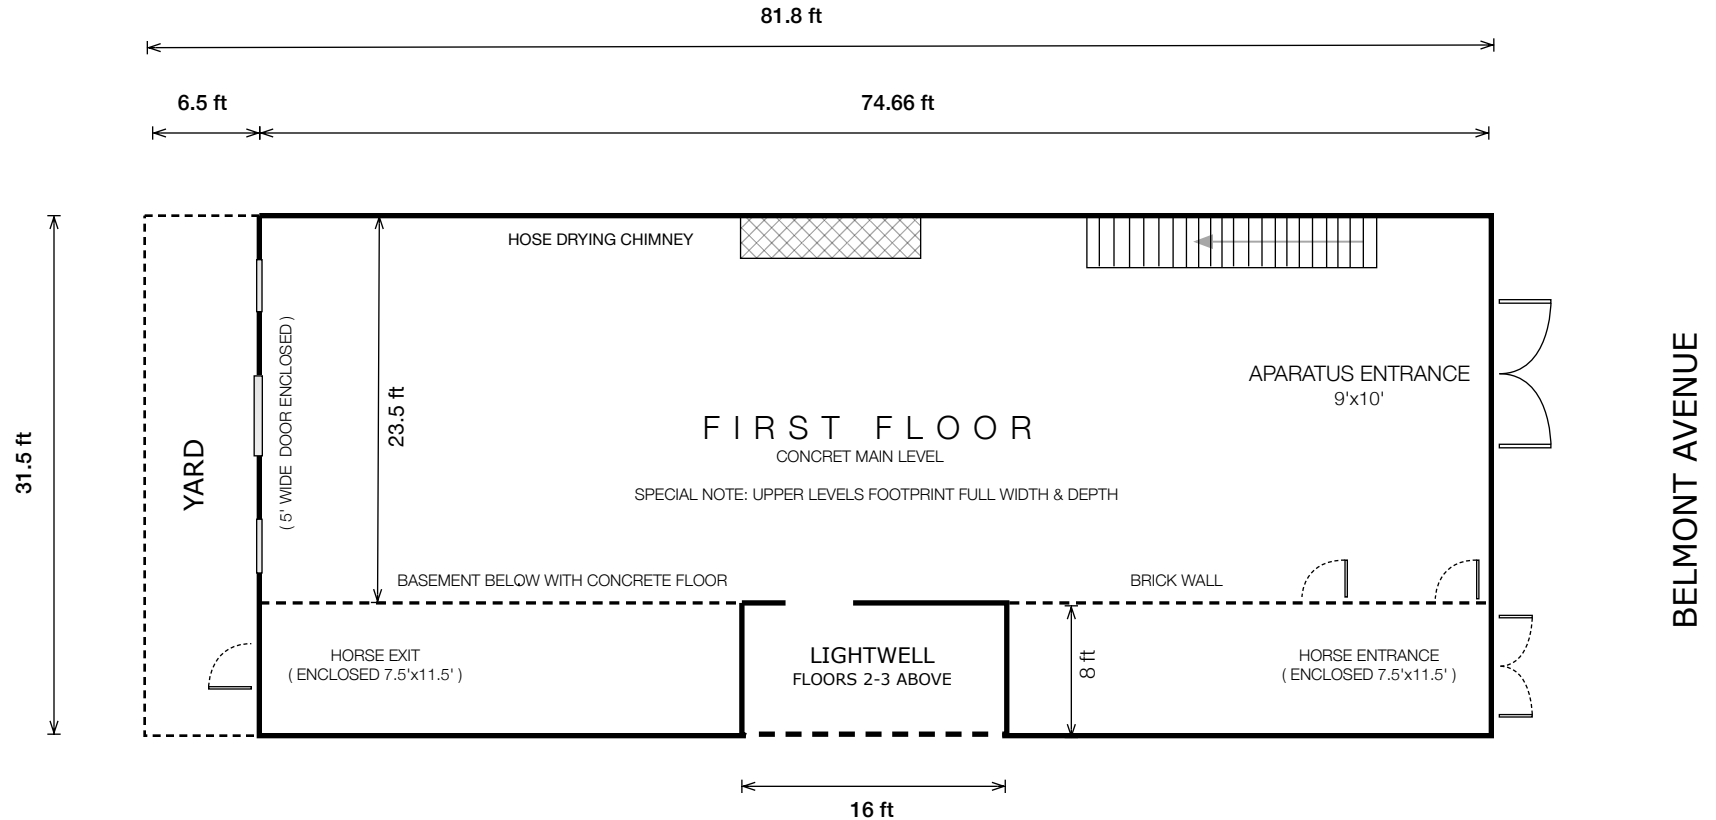 81.8 ft
6.5 ft
74.66 ft
HOSE DRYING CHIMNEY
31.5 ft
YARD
( 5' WIDE DOOR ENCLOSED )
23.5 ft
APARATUS ENTRANCE
9'x10'
BELMONT AVENUE
FIRST FLOOR
CONCRET MAIN LEVEL
SPECIAL NOTE: UPPER LEVELS FOOTPRINT FULL WIDTH & DEPTH
BASEMENT BELOW WITH CONCRETE FLOOR
BRICK WALL
HORSE EXIT
( ENCLOSED 7.5'x11.5' )
LIGHTWELL
FLOORS 2-3 ABOVE
8 ft
HORSE ENTRANCE
( ENCLOSED 7.5'x11.5' )
16 ft